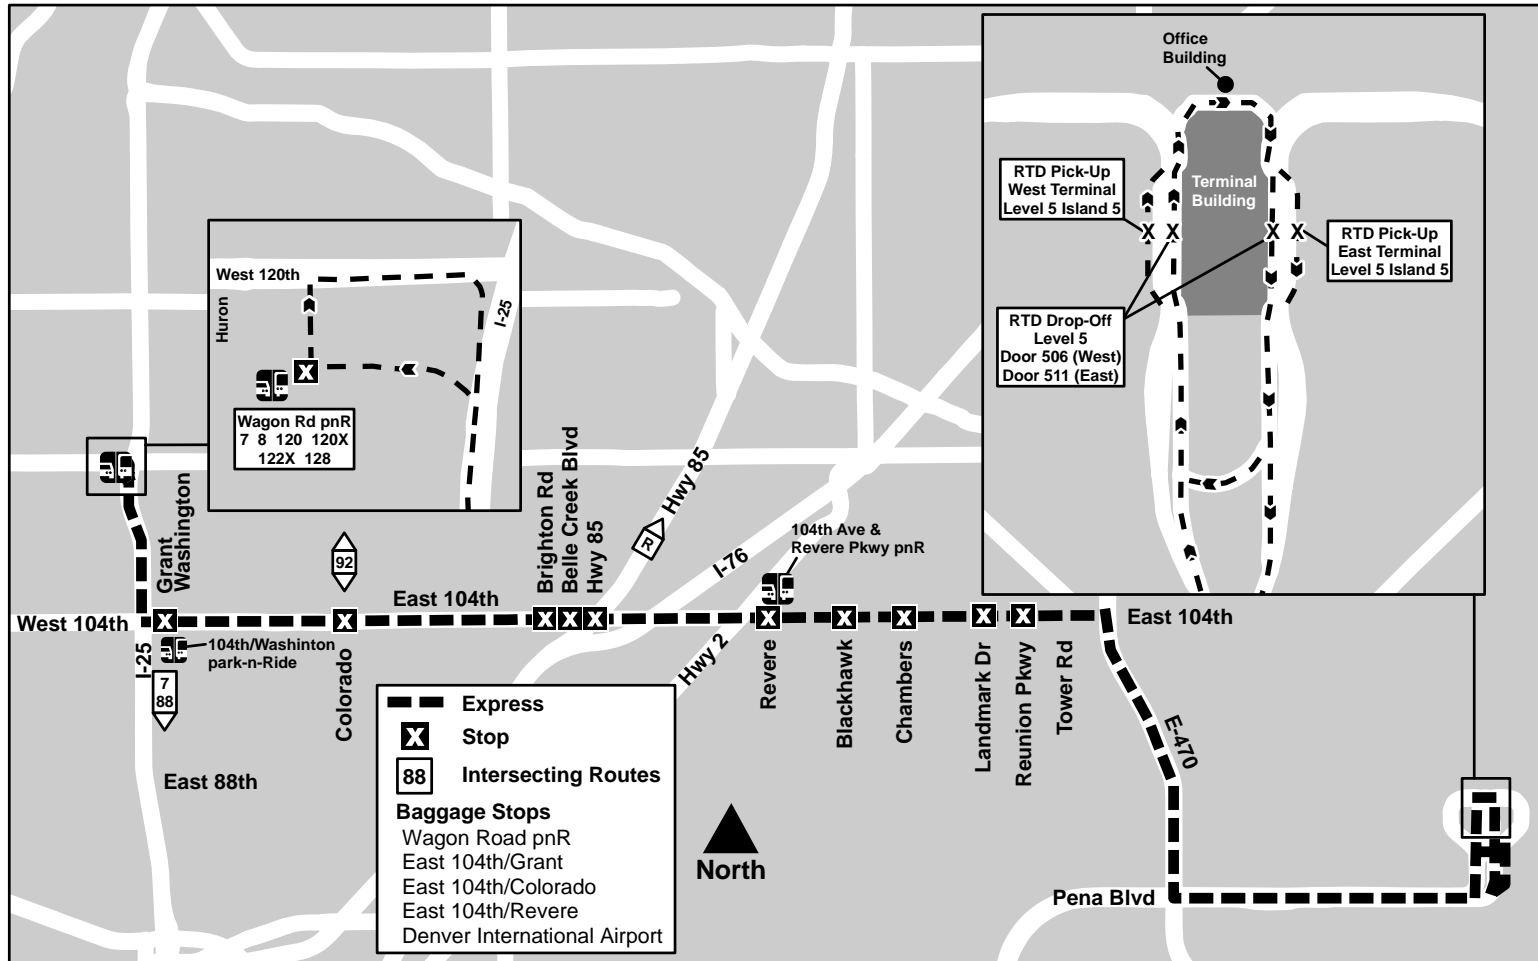 Office
Building
RTD Pick-Up
West Terminal
Level 5 Island 5
Terminal
Building
RTD Pick-Up
East Terminal
Level 5 Island 5
RTD Drop-Off
Level 5
Door 506 (West)
Door 511 (East)
X X
X X
West 120th
Huron
I-25
X
Wagon Rd pnR
7 8 120 120X
122X 128
Grant
Washington
92
Brighton Rd
Belle Creek Blvd
Hwy 85
Hwy 85
R
I-76
104th Ave &
Revere Pkwy pnR
East 104th
West 104th
X
X
X X X
X
X
X
X
X
East 104th
I-25
104th/Washinton
park-n-Ride
7
88
Colorado
Hwy 2
Revere
Blackhawk
Chambers
Landmark Dr
Reunion Pkwy
Tower Rd
E-470
East 88th
Express
X Stop
88 Intersecting Routes
Baggage Stops
Wagon Road pnR
East 104th/Grant
East 104th/Colorado
East 104th/Revere
Denver International Airport
North
Pena Blvd